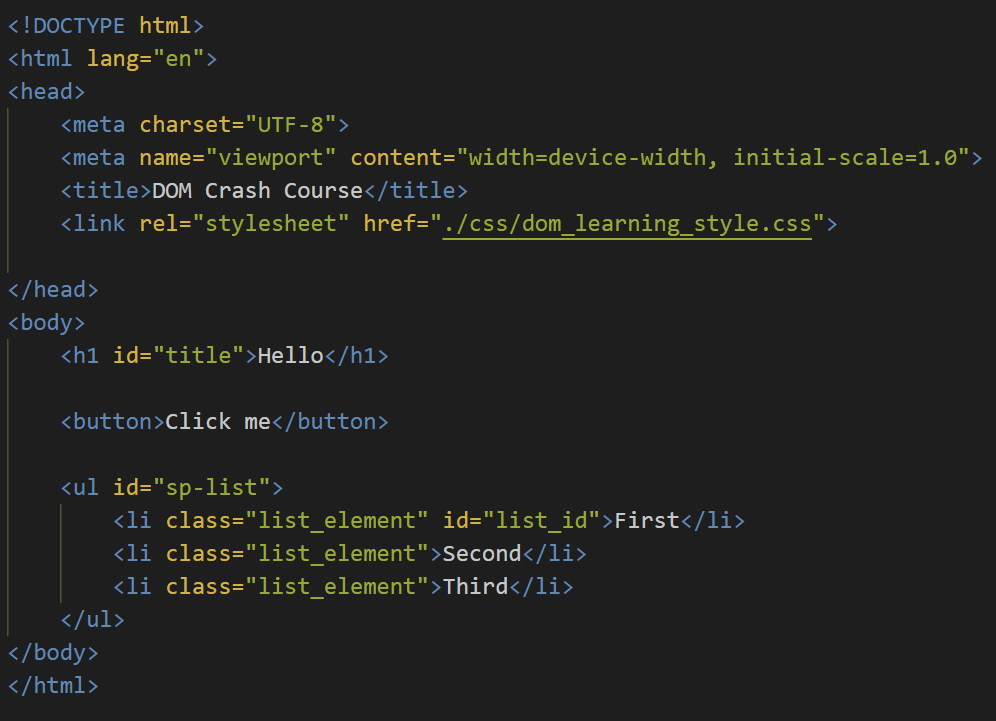 <!DOCTYPE html>
<html lang="en">
<head>
    <meta charset="UTF-8">
    <meta name="viewport" content="width=device-width, initial-scale=1.0">
    <title>DOM Crash Course</title>
    <link rel="stylesheet" href="./css/dom_learning_style.css">
</head>
<body>
    <h1 id="title">Hello</h1>
    <button>Click me</button>
    <ul id="sp-list">
        <li class="list_element" id="list_id">First</li>
        <li class="list_element">Second</li>
        <li class="list_element">Third</li>
    </ul>
</body>
</html>